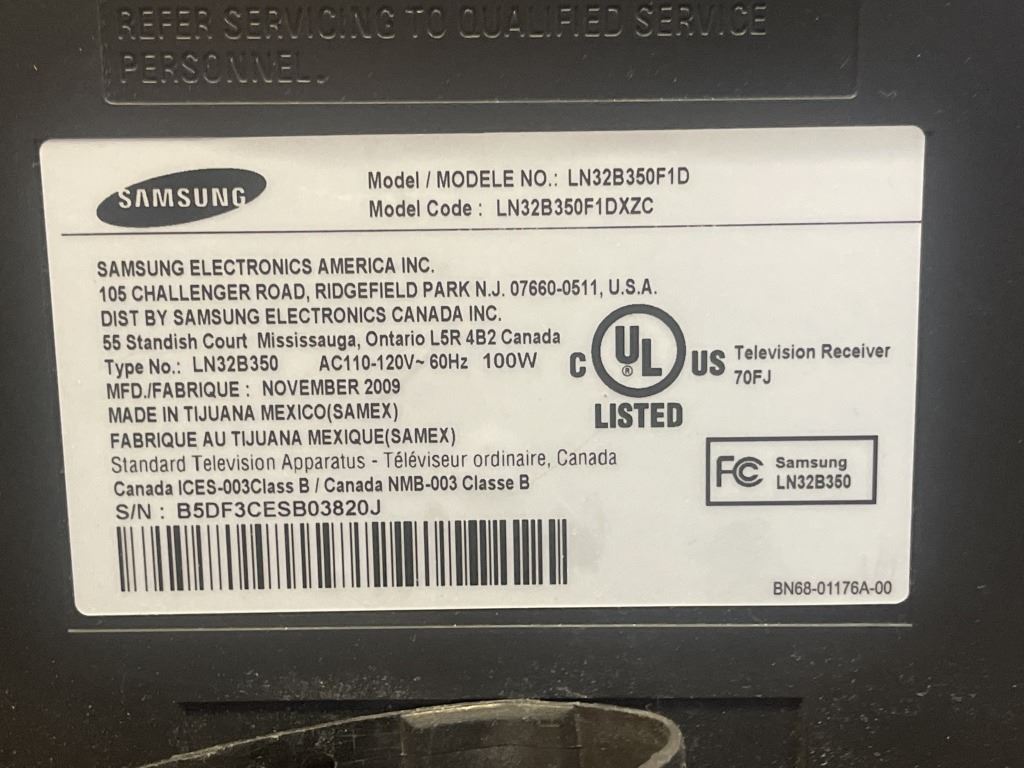 REFER SERVICING TO QUALIFIED SERVICE
PERSONNEL.
SAMSUNG
Model / MODELE NO.: LN32B350F1D
Model Code : LN32B350F1DXZC
SAMSUNG ELECTRONICS AMERICA INC.
105 CHALLENGER ROAD, RIDGEFIELD PARK N.J. 07660-0511, U.S.A.
DIST BY SAMSUNG ELECTRONICS CANADA INC.
55 Standish Court Mississauga, Ontario L5R 4B2 Canada
Type No.: LN32B350 AC110-120V~ 60Hz 100W
MFD./FABRIQUE : NOVEMBER 2009
MADE IN TIJUANA MEXICO(SAMEX)
FABRIQUE AU TIJUANA MEXIQUE(SAMEX)
Standard Television Apparatus - Téléviseur ordinaire, Canada
Canada ICES-003Class B / Canada NMB-003 Classe B
S/N : B5DF3CESB03820J
C UL ® US
LISTED
Television Receiver
70FJ
FC Samsung
LN32B350
BN68-01176A-00